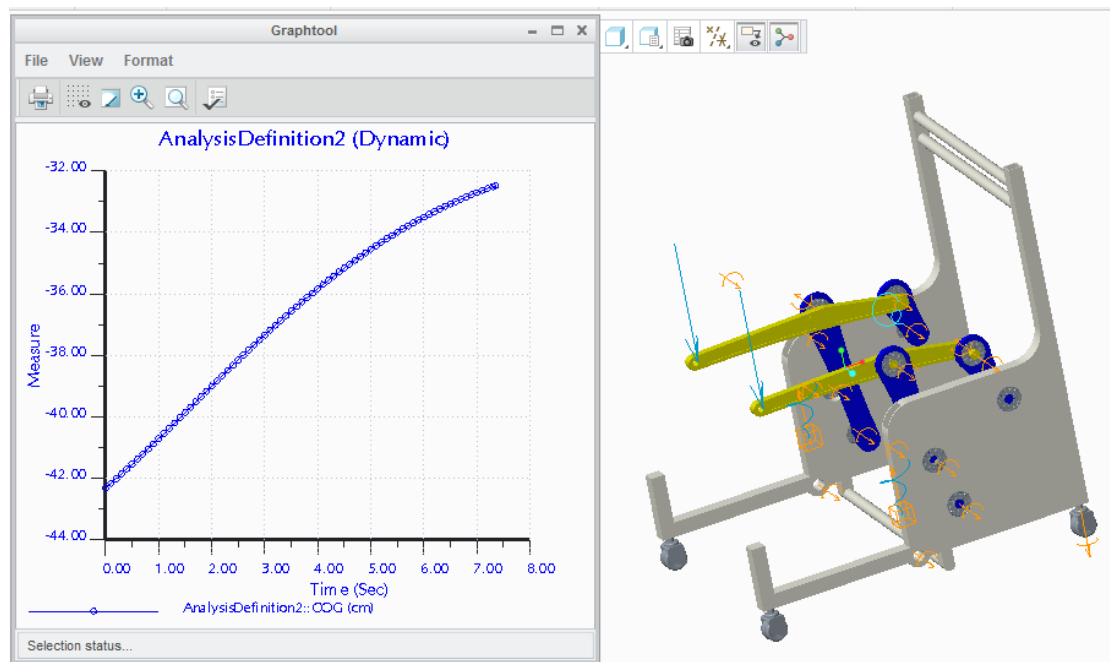 Graphtool
File View Format
AnalysisDefinition2 (Dynamic)
-32.00
-34.00
-36.00
-38.00
-40.00
-42.00
-44.00
Measure
0.00 1.00 2.00 3.00 4.00 5.00 6.00 7.00 8.00
Time (Sec)
AnalysisDefinition2::COG (cm)
Selection status...